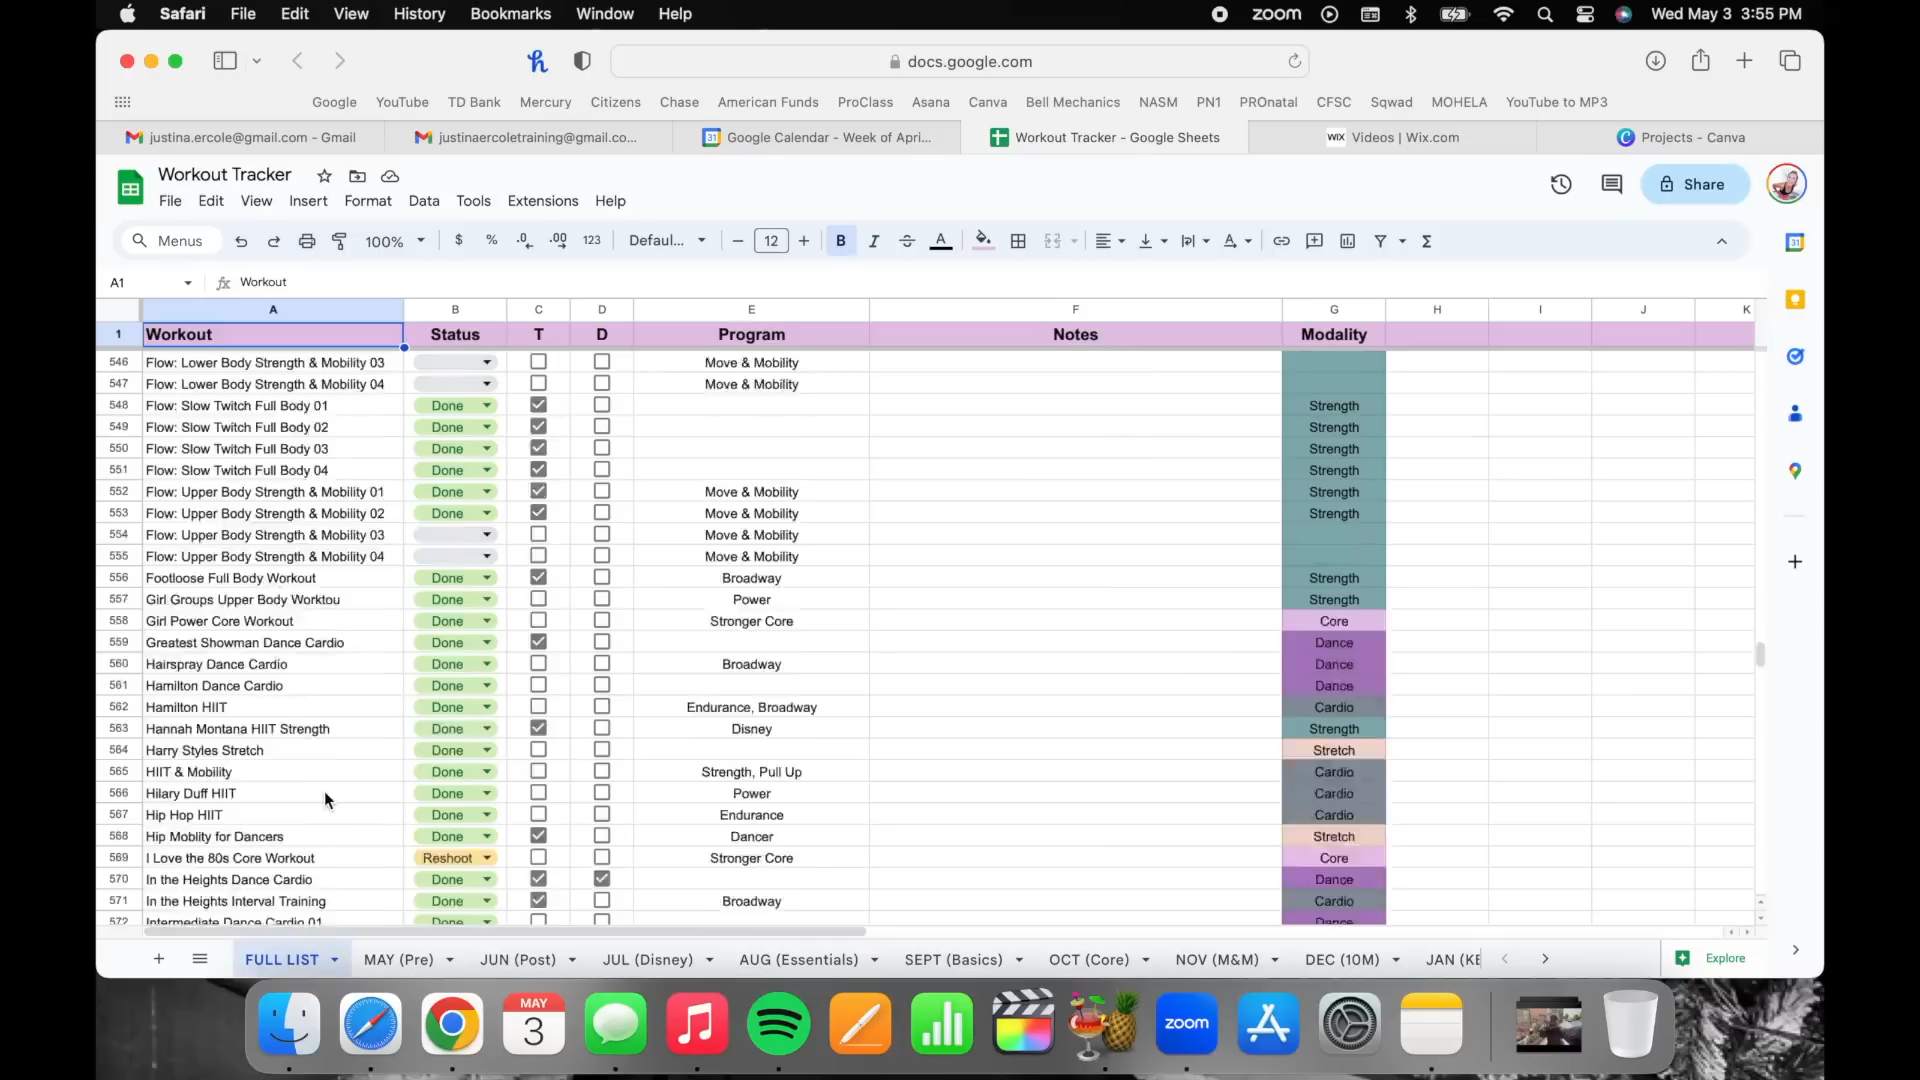 Safari File Edit View History Bookmarks Window Help zoom Wed May 3 3:55 PM
docs.google.com
Google YouTube TD Bank Mercury Citizens Chase American Funds ProClass Asana Canva Bell Mechanics NASM PN1 PROnatal CFSC Sqwad MOHELA YouTube to MP3
justina.ercole@gmail.com - Gmail justinaercoletraining@gmail.co... Google Calendar - Week of Apri... Workout Tracker - Google Sheets WIX Videos | Wix.com Projects - Canva
Workout Tracker Share
File Edit View Insert Format Data Tools Extensions Help
Menus 100% $ % .0 .00 123 Defaul... 12 B I A
A1 fx Workout
A B C D E F G H I J K
1 Workout Status T D Program Notes Modality
546 Flow: Lower Body Strength & Mobility 03 Move & Mobility
547 Flow: Lower Body Strength & Mobility 04 Move & Mobility
548 Flow: Slow Twitch Full Body 01 Done Strength
549 Flow: Slow Twitch Full Body 02 Done Strength
550 Flow: Slow Twitch Full Body 03 Done Strength
551 Flow: Slow Twitch Full Body 04 Done Strength
552 Flow: Upper Body Strength & Mobility 01 Done Move & Mobility Strength
553 Flow: Upper Body Strength & Mobility 02 Done Move & Mobility Strength
554 Flow: Upper Body Strength & Mobility 03 Move & Mobility
555 Flow: Upper Body Strength & Mobility 04 Move & Mobility
556 Footloose Full Body Workout Done Broadway Strength
557 Girl Groups Upper Body Worktou Done Power Strength
558 Girl Power Core Workout Done Stronger Core Core
559 Greatest Showman Dance Cardio Done Dance
560 Hairspray Dance Cardio Done Broadway Dance
561 Hamilton Dance Cardio Done Dance
562 Hamilton HIIT Done Endurance, Broadway Cardio
563 Hannah Montana HIIT Strength Done Disney Strength
564 Harry Styles Stretch Done Stretch
565 HIIT & Mobility Done Strength, Pull Up Cardio
566 Hilary Duff HIIT Done Power Cardio
567 Hip Hop HIIT Done Endurance Cardio
568 Hip Moblity for Dancers Done Dancer Stretch
569 I Love the 80s Core Workout Reshoot Stronger Core Core
570 In the Heights Dance Cardio Done Dance
571 In the Heights Interval Training Done Broadway Cardio
572 Intermediate Dance Cardio 01 Done Dance
FULL LIST MAY (Pre) JUN (Post) JUL (Disney) AUG (Essentials) SEPT (Basics) OCT (Core) NOV (M&M) DEC (10M) JAN (KE Explore
MAY
3 zoom